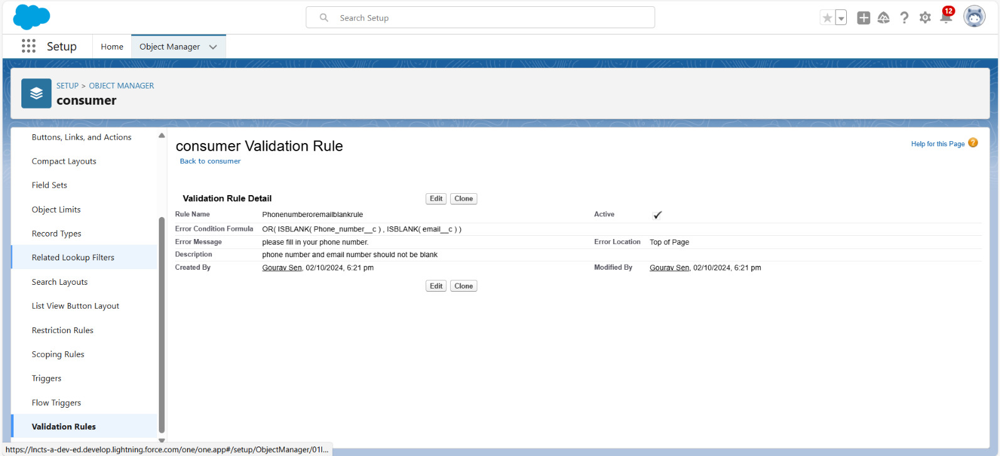 Search Setup
12
Setup
Home
Object Manager
SETUP > OBJECT MANAGER
consumer
Buttons, Links, and Actions
Compact Layouts
Field Sets
Object Limits
Record Types
Related Lookup Filters
Search Layouts
List View Button Layout
Restriction Rules
Scoping Rules
Triggers
Flow Triggers
Validation Rules
consumer Validation Rule
Help for this Page ?
Back to consumer
Validation Rule Detail
Edit Clone
Rule Name Phonenumberoremailblankrule Active
Error Condition Formula OR( ISBLANK( Phone_number__c ) , ISBLANK( email__c ) )
Error Message please fill in your phone number. Error Location Top of Page
Description phone number and email number should not be blank
Created By Gourav Sen, 02/10/2024, 6:21 pm Modified By Gourav Sen, 02/10/2024, 6:21 pm
Edit Clone
https://lncts-a-dev-ed.develop.lightning.force.com/one/one.app#/setup/ObjectManager/01I...